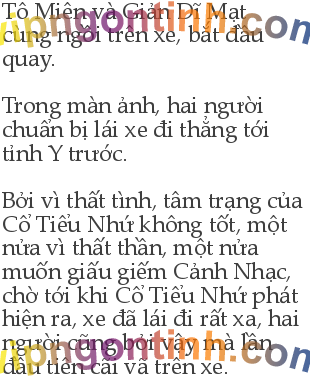 Tô Miên và Giản Dĩ Mạt
cùng ngồi trên xe, bắt đầu
quay.
Trong màn ảnh, hai người
chuẩn bị lái xe đi thẳng tới
tỉnh Y trước.
Bởi vì thất tình, tâm trạng của
Cổ Tiểu Nhứ không tốt, một
nửa vì thất thần, một nửa
muốn giấu giếm Cảnh Nhạc,
chờ tới khi Cổ Tiểu Nhứ phát
hiện ra, xe đã lái đi rất xa, hai
người cũng bởi vậy mà lần
đầu tiên cãi vã trên xe.
vipngontinh.com
vipngontinh.com